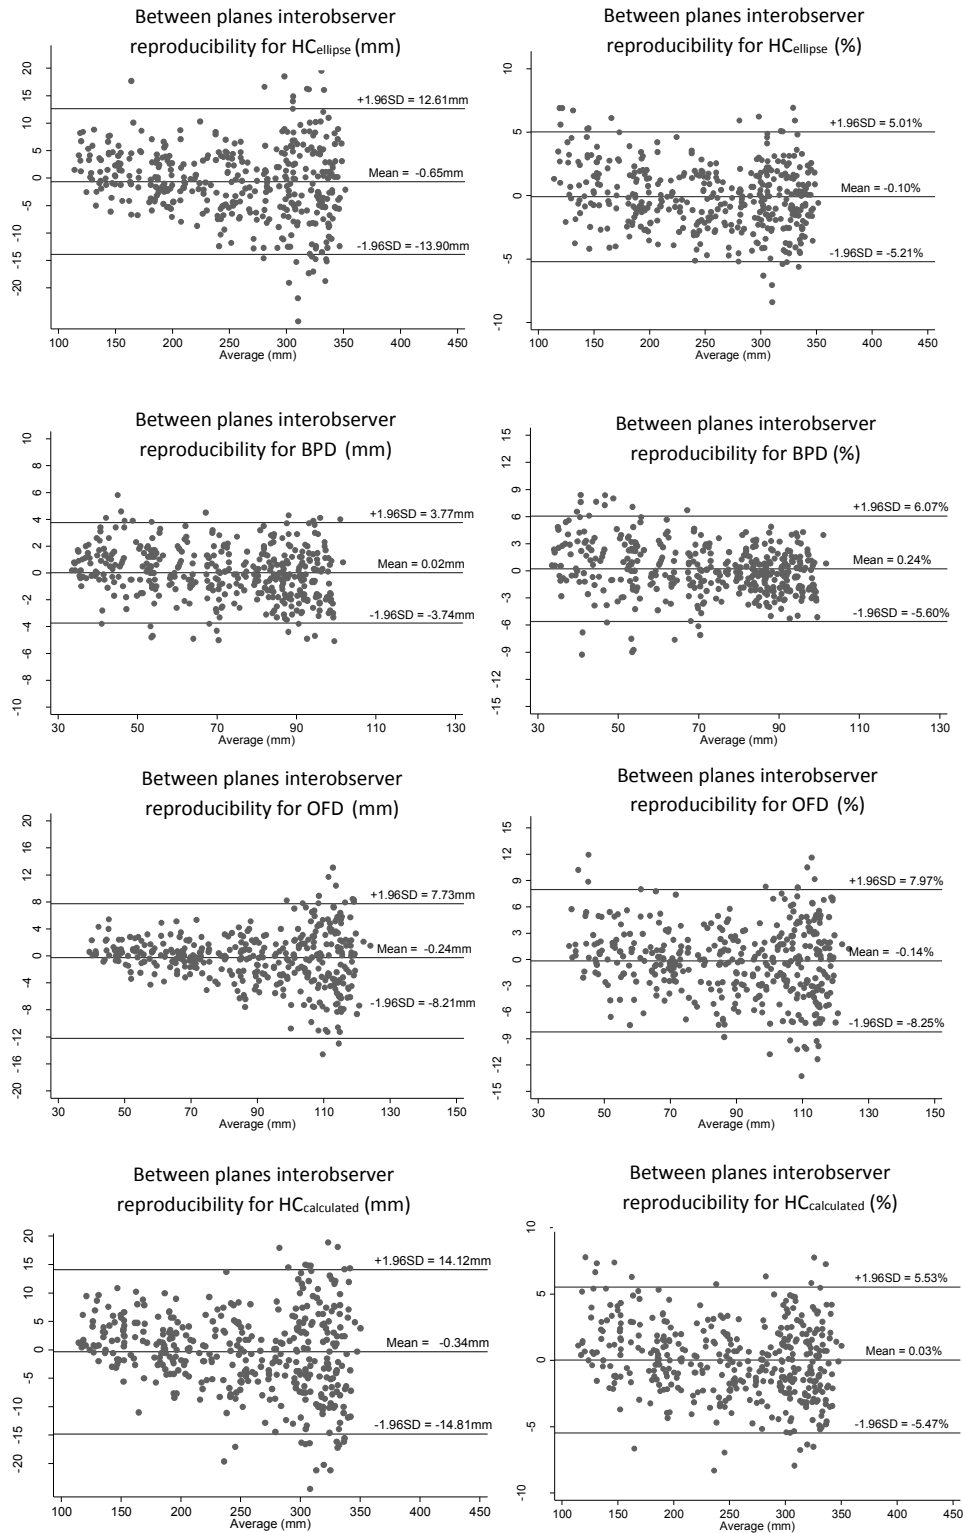 Between planes interobserver
reproducibility for HCellipse (mm)
20
15
10
5
0
-5
-10
-15
-20
+1.96SD = 12.61mm
Mean = -0.65mm
-1.96SD = -13.90mm
100 150 200 250 300 350 400 450
Average (mm)
Between planes interobserver
reproducibility for HCellipse (%)
10
5
0
-5
-10
+1.96SD = 5.01%
Mean = -0.10%
-1.96SD = -5.21%
100 150 200 250 300 350 400 450
Average (mm)
Between planes interobserver
reproducibility for BPD (mm)
10
8
6
4
2
0
-2
-4
-6
-8
-10
+1.96SD = 3.77mm
Mean = 0.02mm
-1.96SD = -3.74mm
30 50 70 90 110 130
Average (mm)
Between planes interobserver
reproducibility for BPD (%)
15
12
9
6
3
0
-3
-6
-9
-12
-15
+1.96SD = 6.07%
Mean = 0.24%
-1.96SD = -5.60%
30 50 70 90 110 130
Average (mm)
Between planes interobserver
reproducibility for OFD (mm)
20
16
12
8
4
0
-4
-8
-12
-16
-20
+1.96SD = 7.73mm
Mean = -0.24mm
-1.96SD = -8.21mm
30 50 70 90 110 130 150
Average (mm)
Between planes interobserver
reproducibility for OFD (%)
15
12
9
6
3
0
-3
-6
-9
-12
-15
+1.96SD = 7.97%
Mean = -0.14%
-1.96SD = -8.25%
30 50 70 90 110 130 150
Average (mm)
Between planes interobserver
reproducibility for HCcalculated (mm)
20
15
10
5
0
-5
-10
-15
-20
-25
+1.96SD = 14.12mm
Mean = -0.34mm
-1.96SD = -14.81mm
100 150 200 250 300 350 400 450
Average (mm)
Between planes interobserver
reproducibility for HCcalculated (%)
10
5
0
-5
-10
+1.96SD = 5.53%
Mean = 0.03%
-1.96SD = -5.47%
100 150 200 250 300 350 400 450
Average (mm)